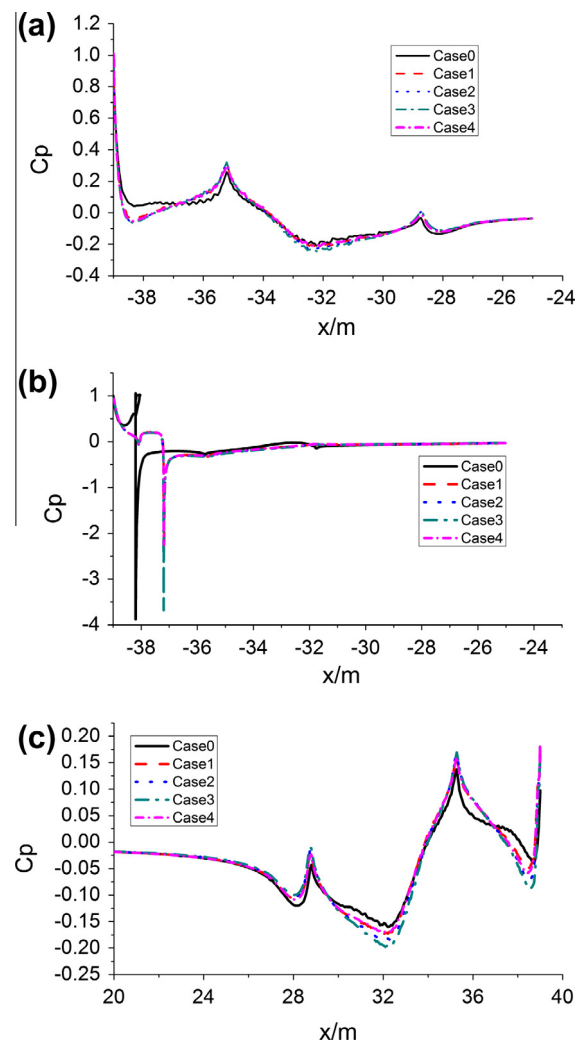 (a)
1.2
1.0
0.8
0.6
0.4
0.2
0.0
-0.2
-0.4
Cp
Case0
Case1
Case2
Case3
Case4
-38 -36 -34 -32 -30 -28 -26 -24
x/m
(b)
1
0
-1
-2
-3
-4
Cp
Case0
Case1
Case2
Case3
Case4
-38 -36 -34 -32 -30 -28 -26 -24
x/m
(c)
0.20
0.15
0.10
0.05
0.00
-0.05
-0.10
-0.15
-0.20
-0.25
Cp
Case0
Case1
Case2
Case3
Case4
20 24 28 32 36 40
x/m